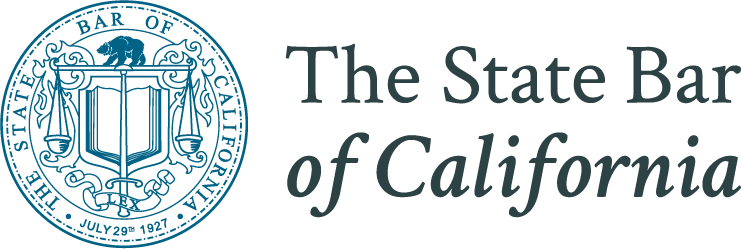 THE STATE BAR OF CALIFORNIA
LEX
JULY 29TH 1927
The State Bar
of California